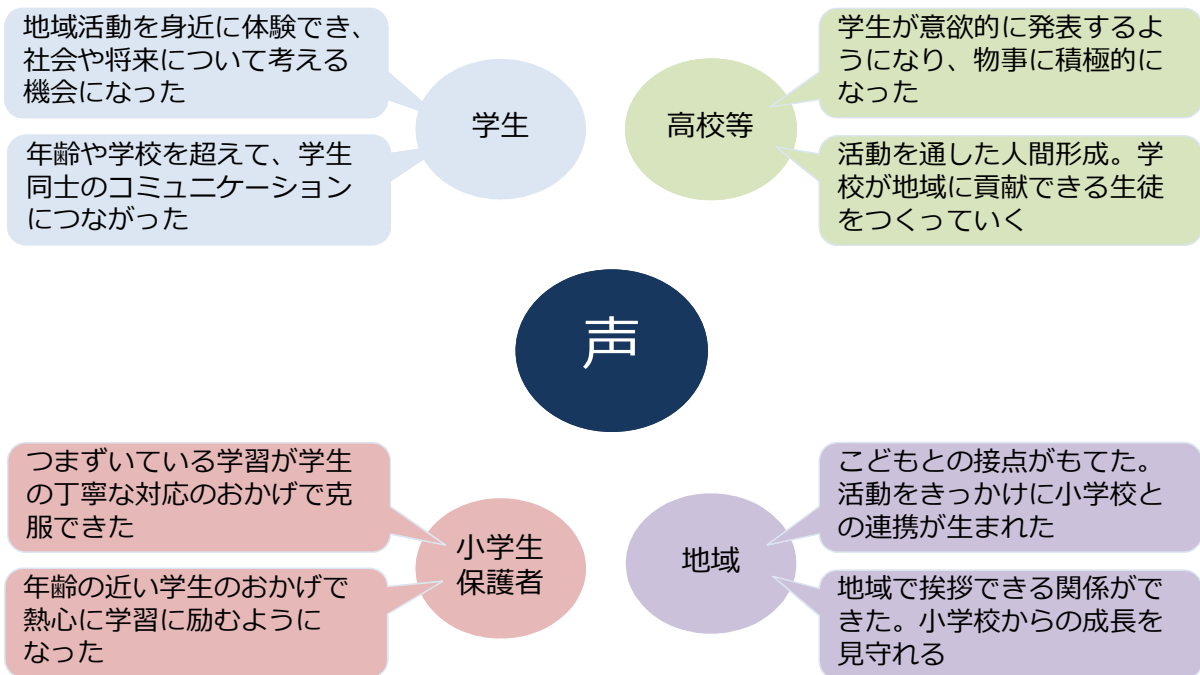 地域活動を身近に体験でき、
社会や将来について考える
機会になった
年齢や学校を超えて、学生
同士のコミュニケーション
につながった
学生
高校等
学生が意欲的に発表するよ
うになり、物事に積極的に
なった
活動を通した人間形成。学
校が地域に貢献できる生徒
をつくっていく
声
つまずいている学習が学生
の丁寧な対応のおかげで克
服できた
年齢の近い学生のおかげで
熱心に学習に励むように
なった
小学生
保護者
地域
こどもとの接点がもてた。
活動をきっかけに小学校と
の連携が生まれた
地域で挨拶できる関係がで
きた。小学校からの成長を
見守れる